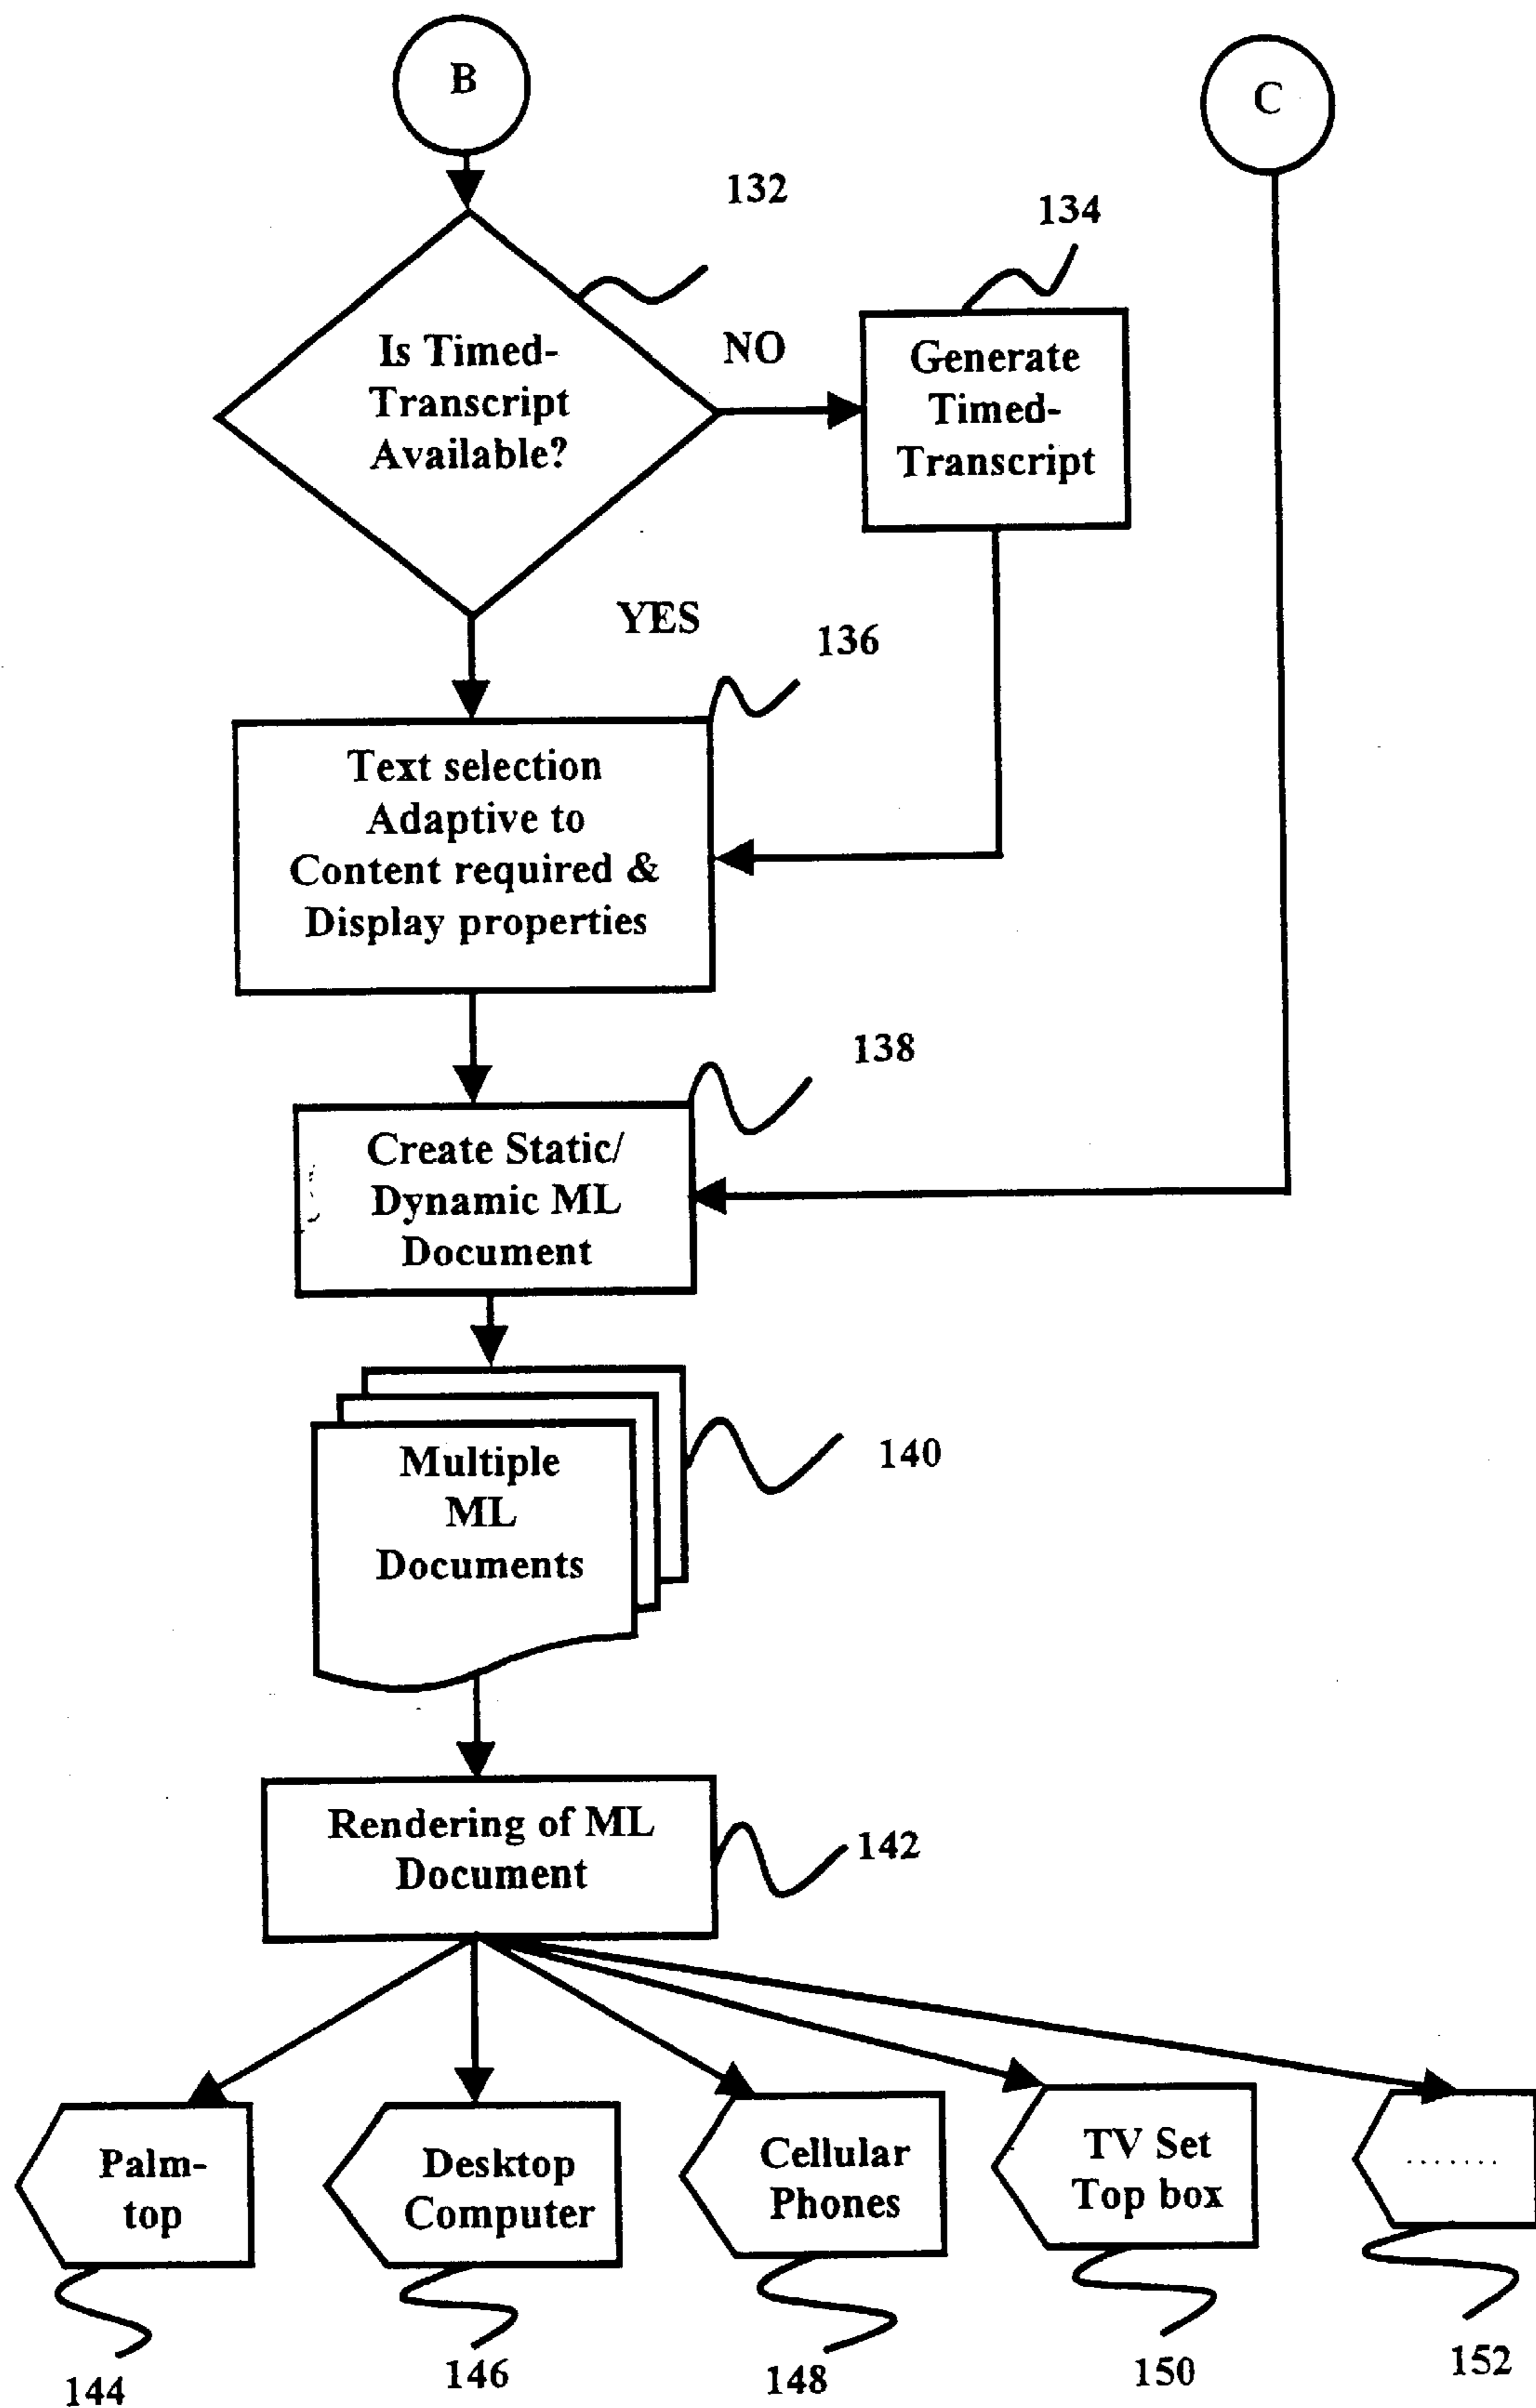 B
C
132
134
Is Timed-
Transcript
Available?
NO
Generate
Timed-
Transcript
YES
136
Text selection
Adaptive to
Content required &
Display properties
138
Create Static/
Dynamic ML
Document
140
Multiple
ML
Documents
Rendering of ML
Document
142
Palm-
top
Desktop
Computer
Cellular
Phones
TV Set
Top box
.......
144
146
148
150
152